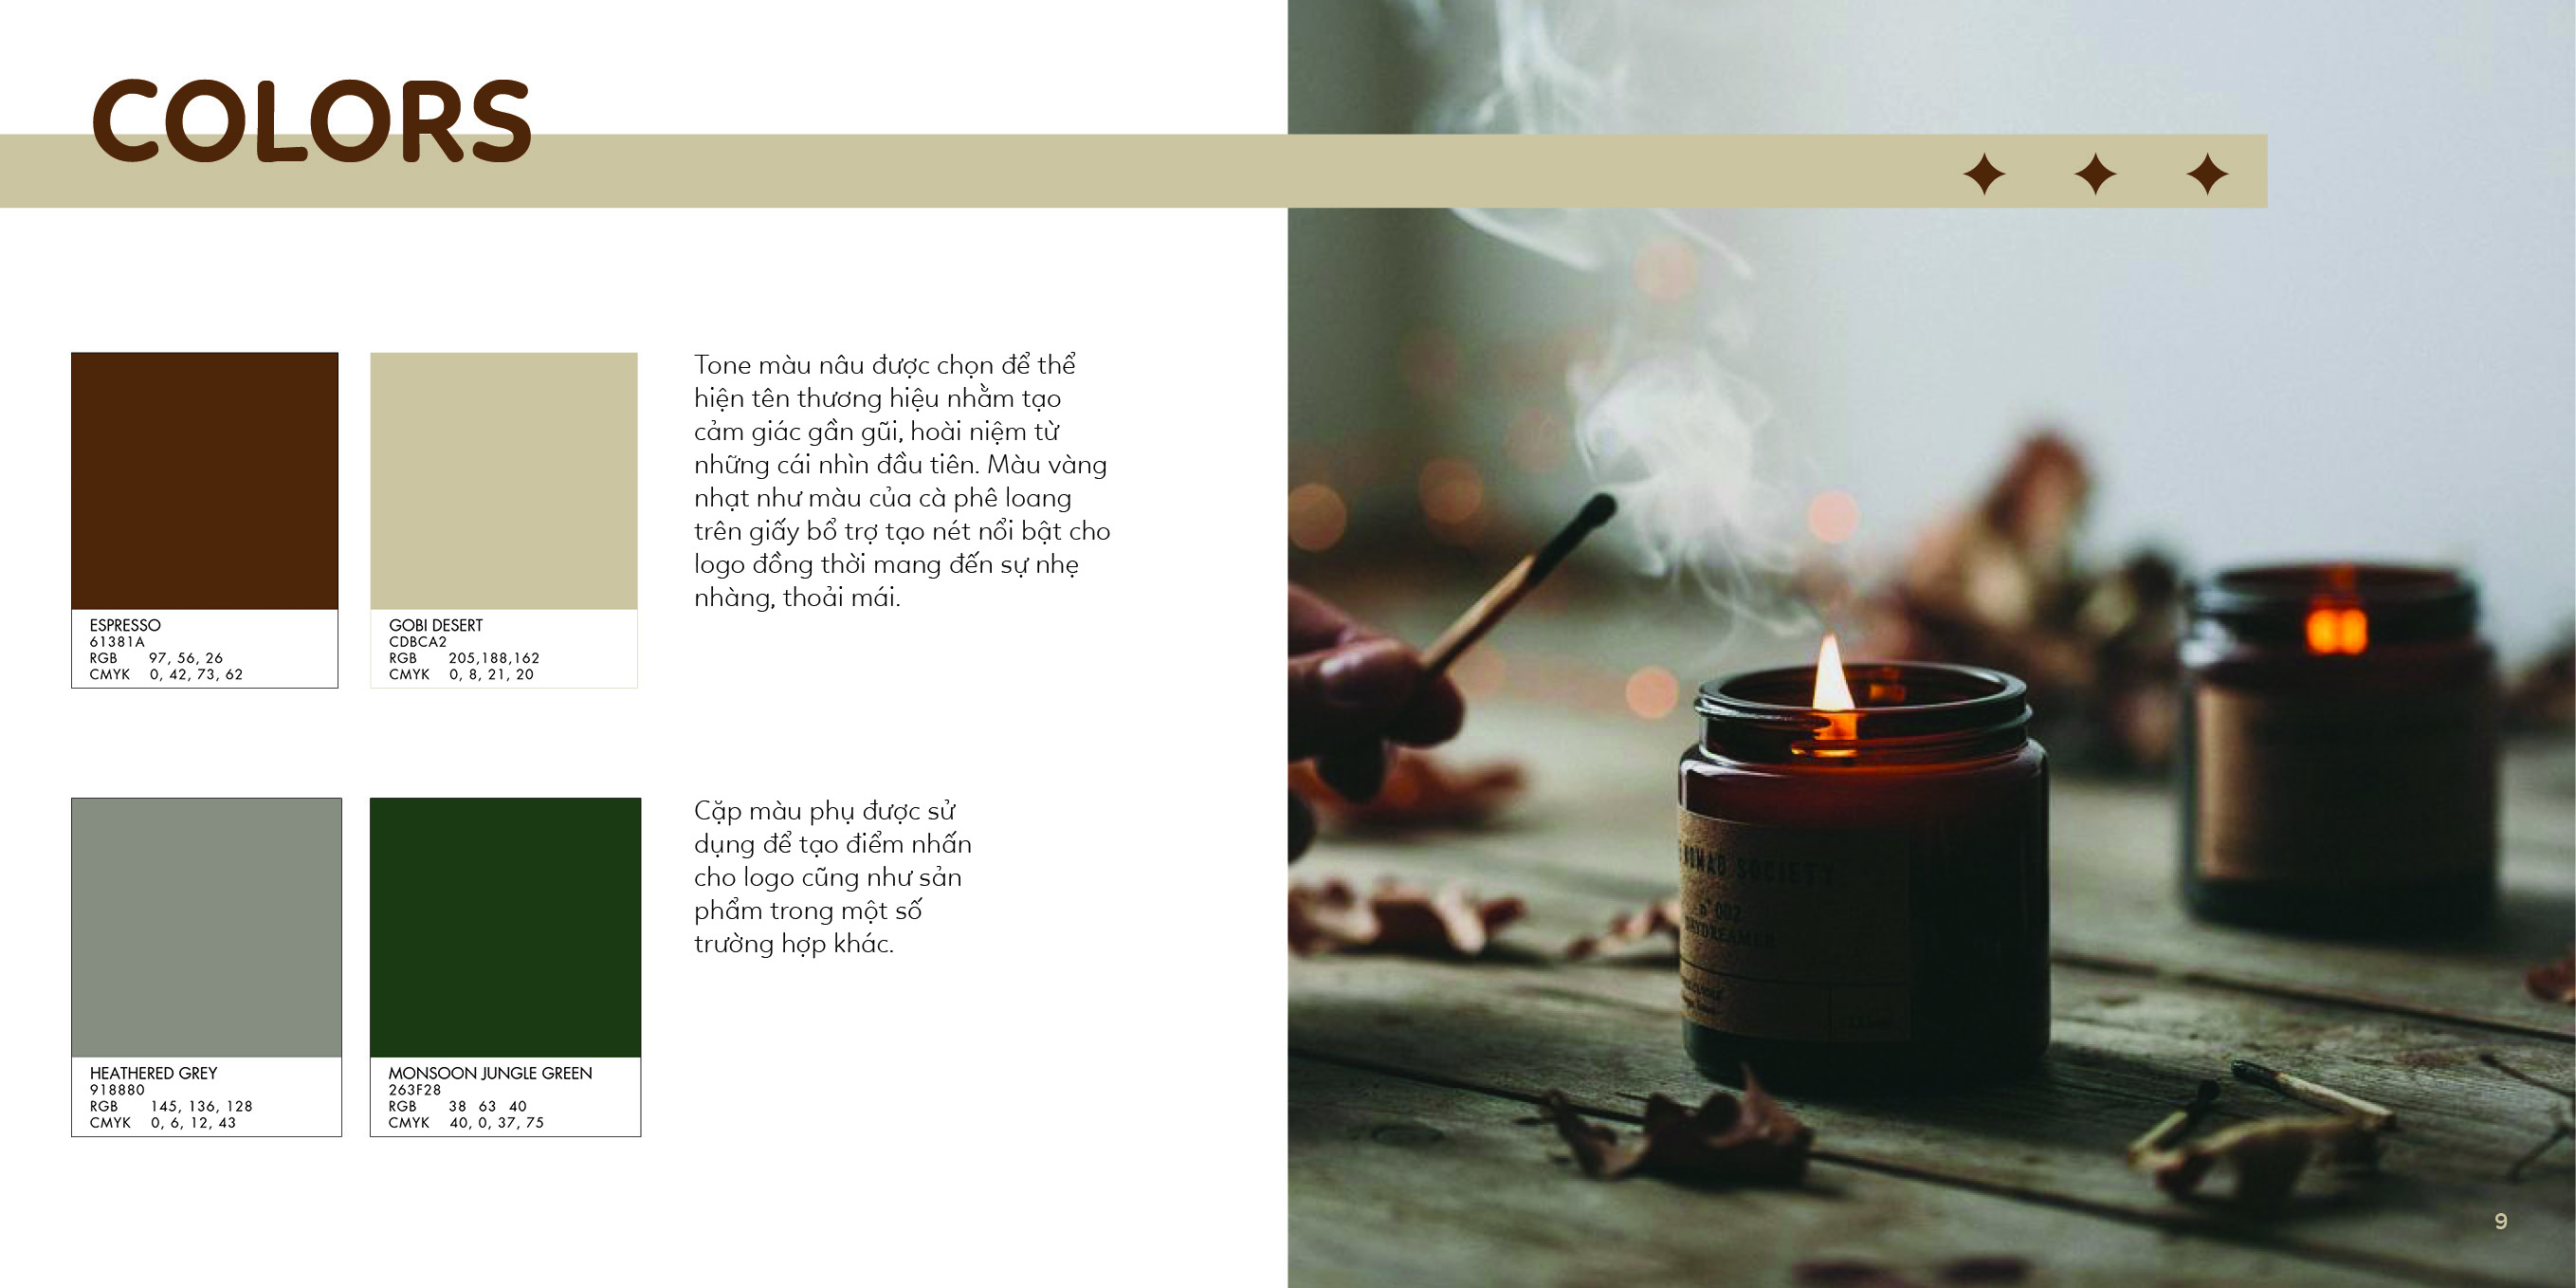 COLORS
ESPRESSO
61381A
RGB 97, 56, 26
CMYK 0, 42, 73, 62
GOBI DESERT
CDBCA2
RGB 205,188,162
CMYK 0, 8, 21, 20
Tone màu nâu được chọn để thể
hiện tên thương hiệu nhằm tạo
cảm giác gần gũi, hoài niệm từ
những cái nhìn đầu tiên. Màu vàng
nhạt như màu của cà phê loang
trên giấy bổ trợ tạo nét nổi bật cho
logo đồng thời mang đến sự nhẹ
nhàng, thoải mái.
HEATHERED GREY
918880
RGB 145, 136, 128
CMYK 0, 6, 12, 43
MONSOON JUNGLE GREEN
263F28
RGB 38 63 40
CMYK 40, 0, 37, 75
Cặp màu phụ được sử
dụng để tạo điểm nhấn
cho logo cũng như sản
phẩm trong một số
trường hợp khác.
NOMAD SOCIETY
n°002
DAYDREAMER
9